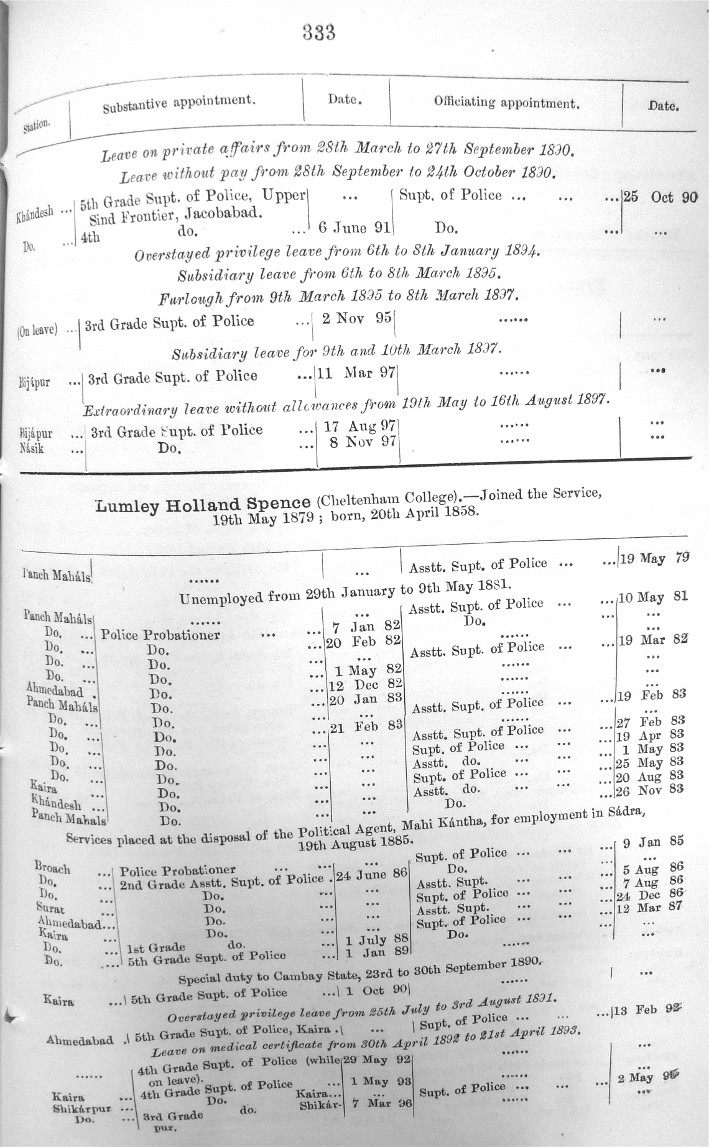 333
Station. Substantive appointment. Date. Officiating appointment. Date.
Leave on private affairs from 28th March to 27th September 1890.
Leave without pay from 28th September to 24th October 1890.
Khándesh ... 5th Grade Supt. of Police, Upper ... Supt. of Police ... ... ... 25 Oct 90
Sind Frontier, Jacobabad.
Do. ... 4th do. ... 6 June 91 Do. ... ...
Overstayed privilege leave from 6th to 8th January 1894.
Subsidiary leave from 6th to 8th March 1895.
Furlough from 9th March 1895 to 8th March 1897.
(On leave) ... 3rd Grade Supt. of Police ... 2 Nov 95 ...... ...
Subsidiary leave for 9th and 10th March 1897.
Bijápur ... 3rd Grade Supt. of Police ... 11 Mar 97 ...... ...
Extraordinary leave without allowances from 19th May to 16th August 1897.
Bijápur ... 3rd Grade Supt. of Police ... 17 Aug 97 ...... ...
Násik ... Do. ... 8 Nov 97 ...... ...
Lumley Holland Spence (Cheltenham College).—Joined the Service,
19th May 1879 ; born, 20th April 1858.
Panch Maháls ...... ... Asstt. Supt. of Police ... ... 19 May 79
Unemployed from 29th January to 9th May 1881.
Panch Maháls ...... ... Asstt. Supt. of Police ... ... 10 May 81
Do. ... Police Probationer ... ... 7 Jan 82 Do. ...
Do. ... Do. ... 20 Feb 82 ...... ...
Do. ... Do. ... ... Asstt. Supt. of Police ... ... 19 Mar 82
Do. ... Do. ... 1 May 82 ...... ...
Ahmedabad . Do. ... 12 Dec 82 ...... ...
Panch Maháls Do. ... 20 Jan 83 ...... ...
Do. ... Do. ... ... Asstt. Supt. of Police ... ... 19 Feb 83
Do. ... Do. ... 21 Feb 83 ...... ...
Do. ... Do. ... ... Asstt. Supt. of Police ... ... 27 Feb 83
Do. ... Do. ... ... Supt. of Police ... ... ... 19 Apr 83
Do. ... Do. ... ... Asstt. do. ... ... ... 1 May 83
Kaira ... Do. ... ... Supt. of Police ... ... ... 25 May 83
Khándesh ... Do. ... ... Asstt. do. ... ... ... 20 Aug 83
Panch Maháls Do. ... ... Do. ... 26 Nov 83
Services placed at the disposal of the Political Agent, Mahi Kántha, for employment in Sádra,
19th August 1885.
Broach ... Police Probationer ... ... ... Supt. of Police ... ... ... 9 Jan 85
Do. ... 2nd Grade Asstt. Supt. of Police . 24 June 86 Do. ...
Do. ... Do. ... ... Asstt. Supt. ... ... 5 Aug 86
Surat ... Do. ... ... Supt. of Police ... ... ... 7 Aug 86
Ahmedabad... Do. ... ... Asstt. Supt. ... ... 24 Dec 86
Kaira ... Do. ... ... Supt. of Police ... ... ... 12 Mar 87
Do. ... 1st Grade do. ... 1 July 88 Do. ...
Do. ... 5th Grade Supt. of Police ... 1 Jan 89 ...... ...
Special duty to Cambay State, 23rd to 30th September 1890.
Kaira ... 5th Grade Supt. of Police ... 1 Oct 90 ...... ...
Overstayed privilege leave from 25th July to 3rd August 1891.
Ahmedabad . 5th Grade Supt. of Police, Kaira . ... Supt. of Police ... ... ... 13 Feb 92
Leave on medical certificate from 30th April 1892 to 21st April 1893.
...... 4th Grade Supt. of Police (while 29 May 92 ...... ...
on leave).
Kaira ... 4th Grade Supt. of Police ... 1 May 93 ...... ...
Shikárpur ... Do. Kaira... ... Supt. of Police ... ... ... 2 May
Do. ... 3rd Grade do. Shikár- 7 Mar 96 ...... ...
pur.